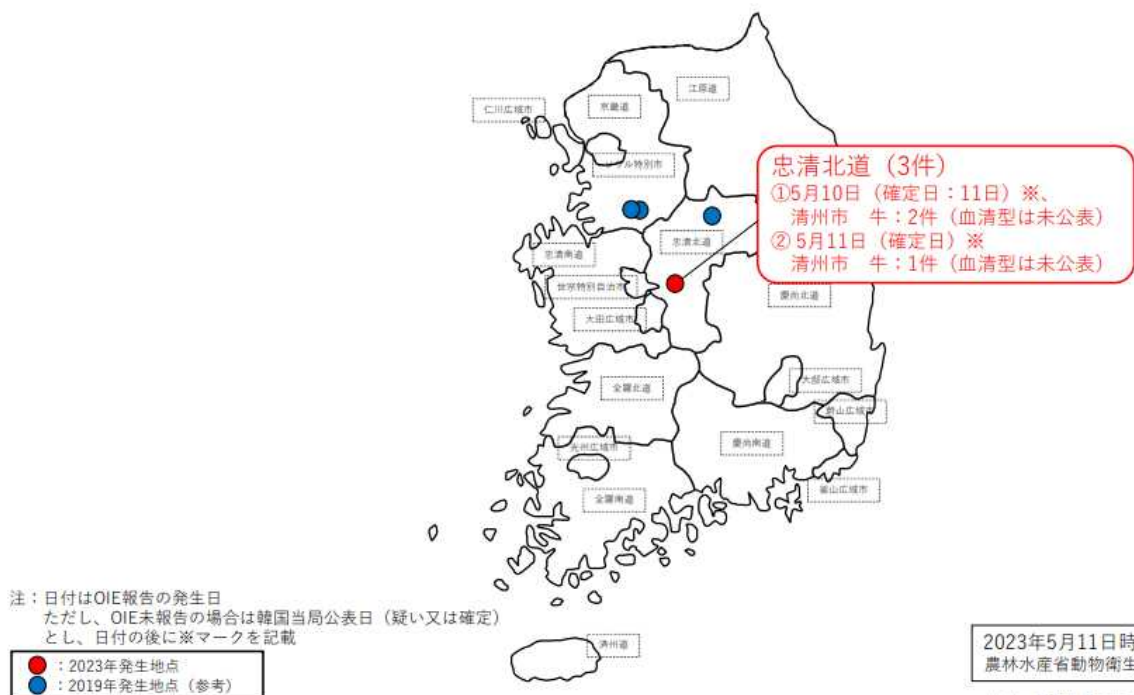 江原道
京畿道
仁川広域市
ソウル特別市
忠清北道（3件）
①5月10日（確定日：11日）※、
清州市　牛：2件（血清型は未公表）
② 5月11日（確定日）※
清州市　牛：1件（血清型は未公表）
忠清北道
忠清南道
世宗特別自治市
慶尚北道
大田広域市
大邱広域市
全羅北道
蔚山広域市
慶尚南道
光州広域市
釜山広域市
全羅南道
注：日付はOIE報告の発生日
ただし、OIE未報告の場合は韓国当局公表日（疑い又は確定）
とし、日付の後に※マークを記載
済州道
：2023年発生地点
：2019年発生地点（参考）
2023年5月11日時
農林水産省動物衛生